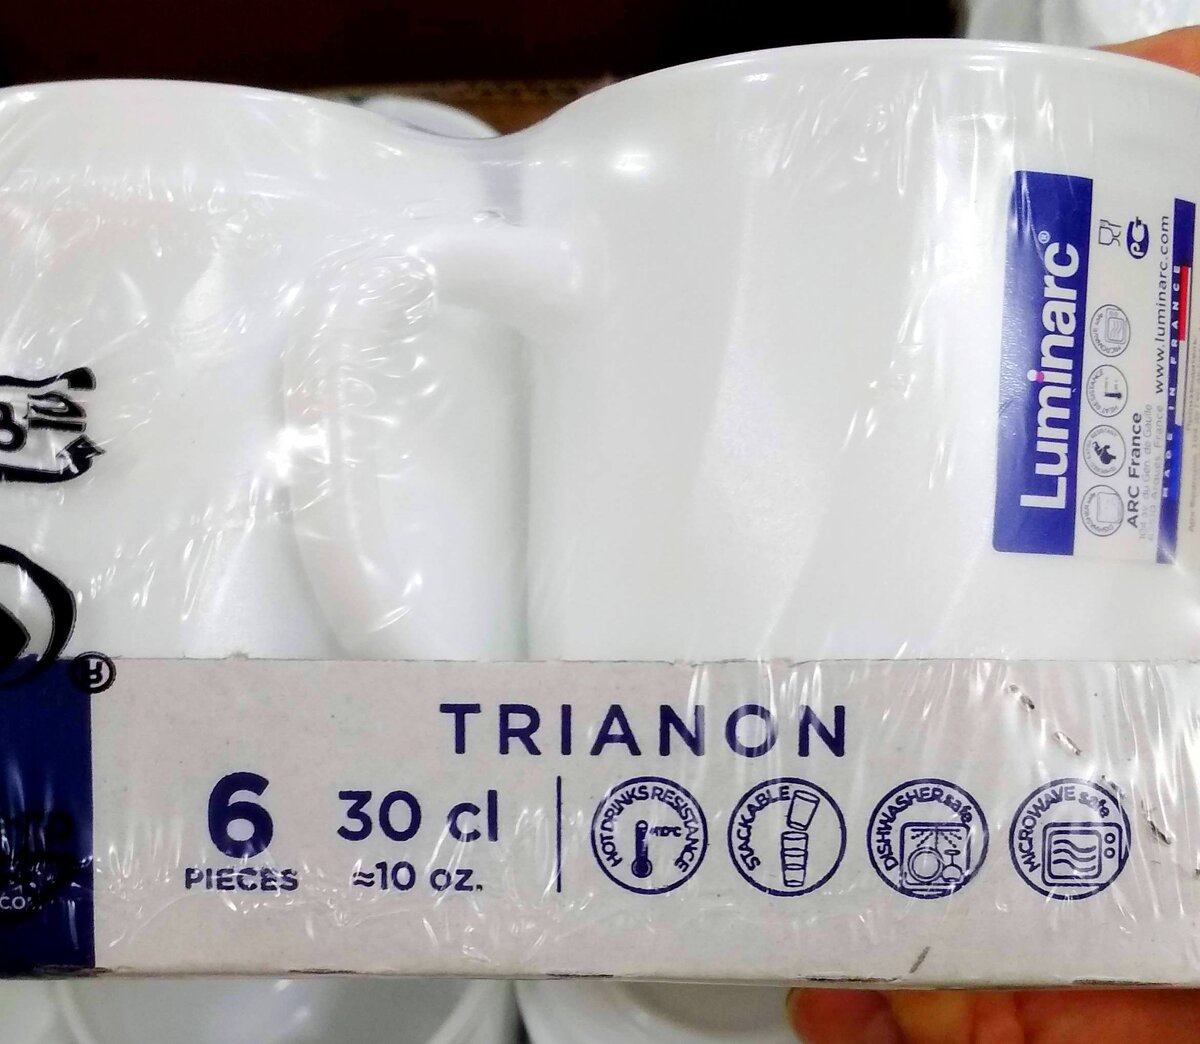 Luminarc®
www.luminarc.com
MADE IN FRANCE
ARC France
TRIANON
6
PIECES
30 cl
≈10 oz.
HOT DRINKS RESISTANCE
STACKABLE
DISHWASHER safe
MICROWAVE safe
®